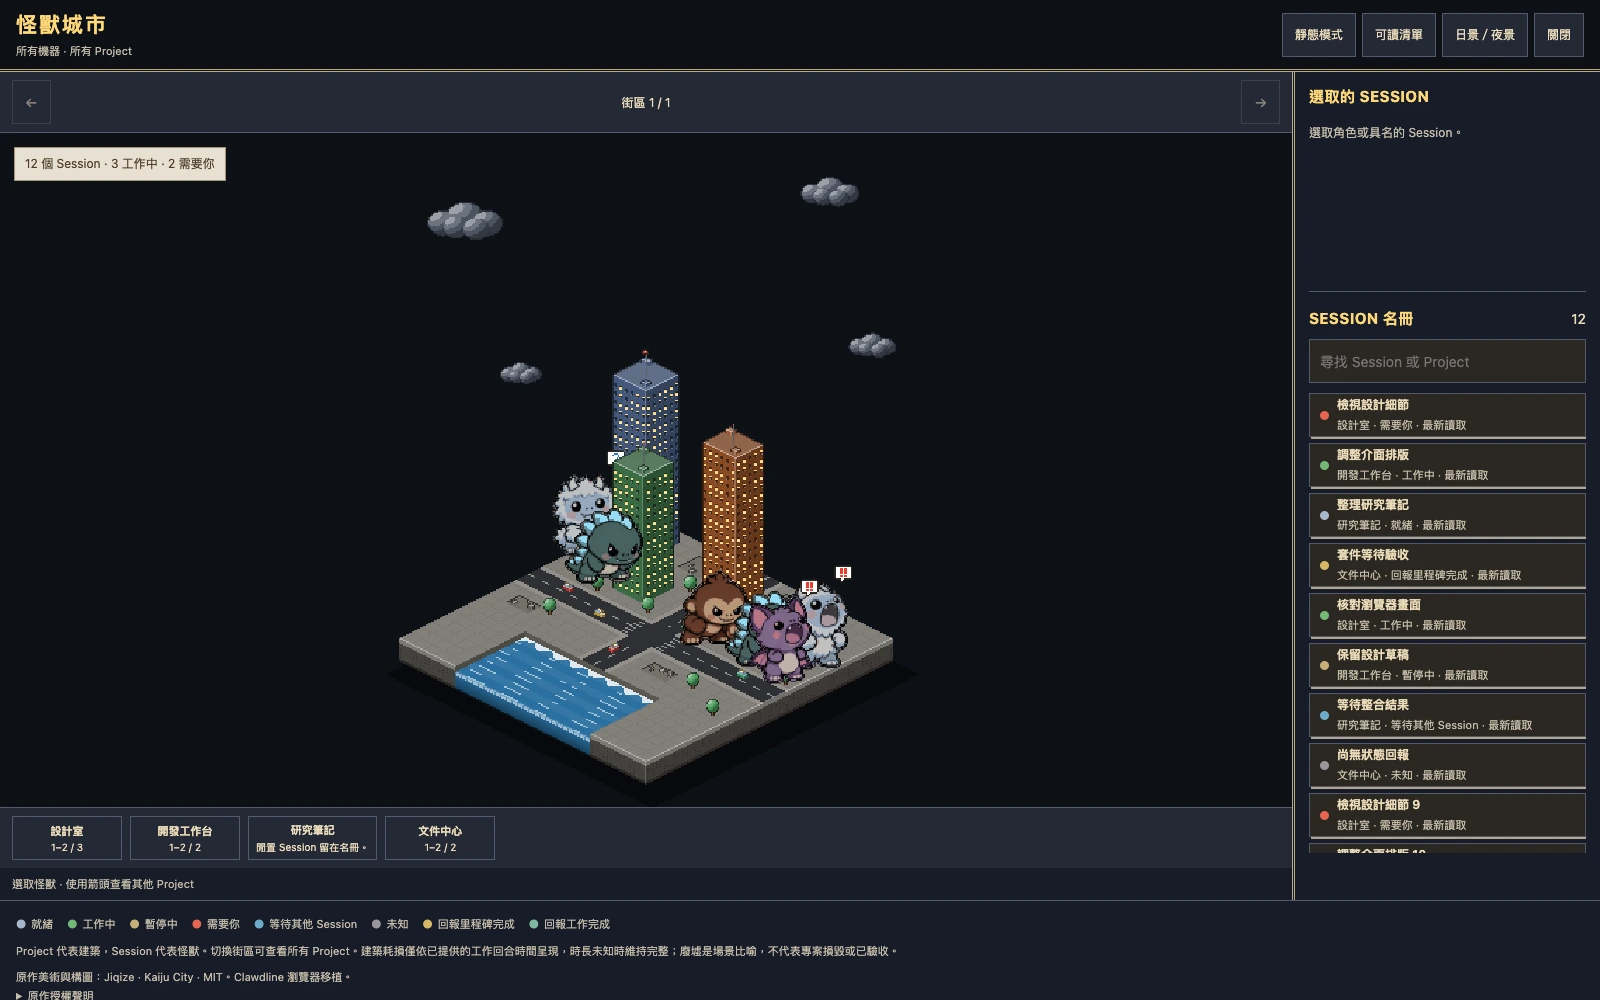 怪獸城市
所有機器 · 所有 Project
靜態模式
可讀清單
日景 / 夜景
關閉
←
街區 1 / 1
→
12 個 Session · 3 工作中 · 2 需要你
選取的 SESSION
選取角色或具名的 Session。
SESSION 名冊
12
尋找 Session 或 Project
檢視設計細節
設計室 · 需要你 · 最新讀取
調整介面排版
開發工作台 · 工作中 · 最新讀取
整理研究筆記
研究筆記 · 就緒 · 最新讀取
套件等待驗收
文件中心 · 回報里程碑完成 · 最新讀取
核對瀏覽器畫面
設計室 · 工作中 · 最新讀取
保留設計草稿
開發工作台 · 暫停中 · 最新讀取
等待整合結果
研究筆記 · 等待其他 Session · 最新讀取
尚無狀態回報
文件中心 · 未知 · 最新讀取
檢視設計細節 9
設計室 · 需要你 · 最新讀取
調整介面排版 10
設計室
1–2 / 3
開發工作台
1–2 / 2
研究筆記
閒置 Session 留在名冊。
文件中心
1–2 / 2
選取怪獸 · 使用箭頭查看其他 Project
就緒
工作中
暫停中
需要你
等待其他 Session
未知
回報里程碑完成
回報工作完成
Project 代表建築，Session 代表怪獸。切換街區可查看所有 Project。建築耗損僅依已提供的工作回合時間呈現，時長未知時維持完整；廢墟是場景比喻，不代表專案損毀或已驗收。
原作美術與構圖：Jiqize · Kaiju City · MIT。Clawdline 瀏覽器移植。
▶ 原作授權聲明